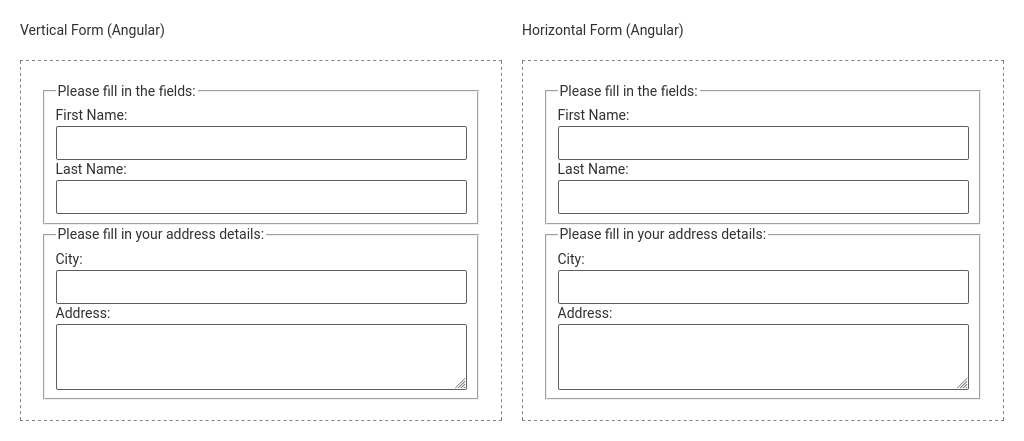 Vertical Form (Angular)
Please fill in the fields:
First Name:
Last Name:
Please fill in your address details:
City:
Address:
Horizontal Form (Angular)
Please fill in the fields:
First Name:
Last Name:
Please fill in your address details:
City:
Address: